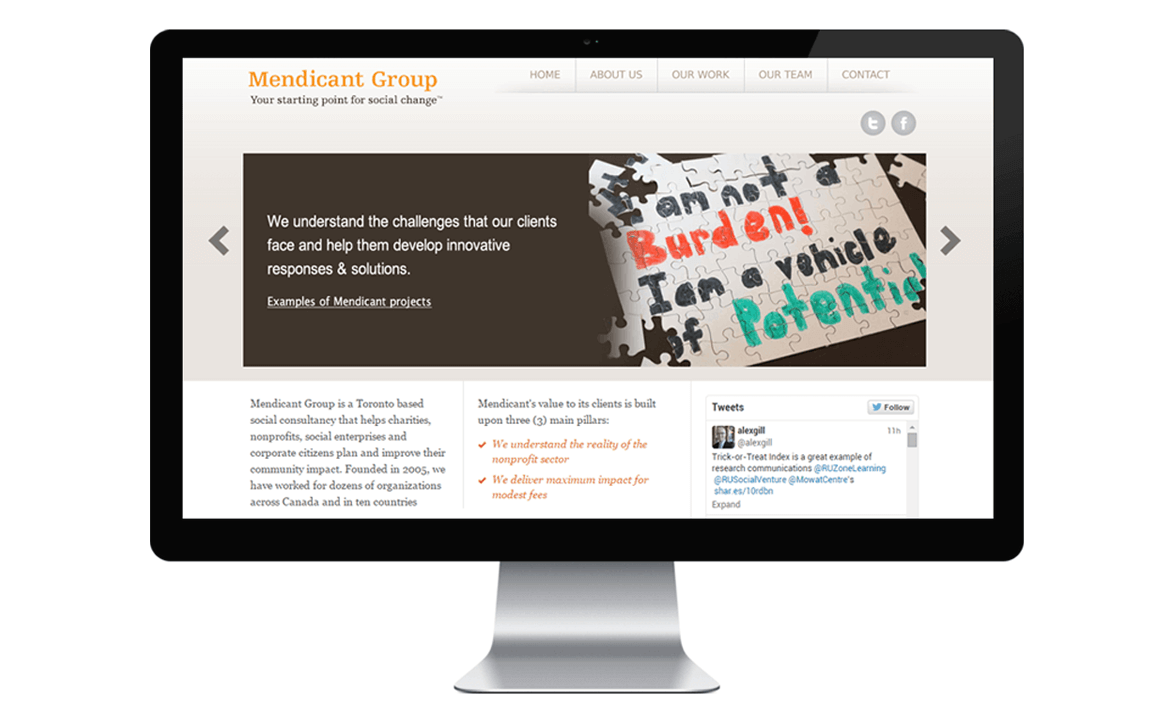 Mendicant Group
Your starting point for social change™
HOME
ABOUT US
OUR WORK
OUR TEAM
CONTACT
We understand the challenges that our clients
face and help them develop innovative
responses & solutions.
Examples of Mendicant projects
I am not a
Burden!
I am a vehicle
of Potential
Mendicant Group is a Toronto based
social consultancy that helps charities,
nonprofits, social enterprises and
corporate citizens plan and improve their
community impact. Founded in 2005, we
have worked for dozens of organizations
across Canada and in ten countries
Mendicant's value to its clients is built
upon three (3) main pillars:
We understand the reality of the
nonprofit sector
We deliver maximum impact for
modest fees
Tweets
Follow
alexgill
11h
@alexgill
Trick-or-Treat Index is a great example of
research communications @RUZoneLearning
@RUSocialVenture @MowatCentre's
shar.es/10rdbn
Expand